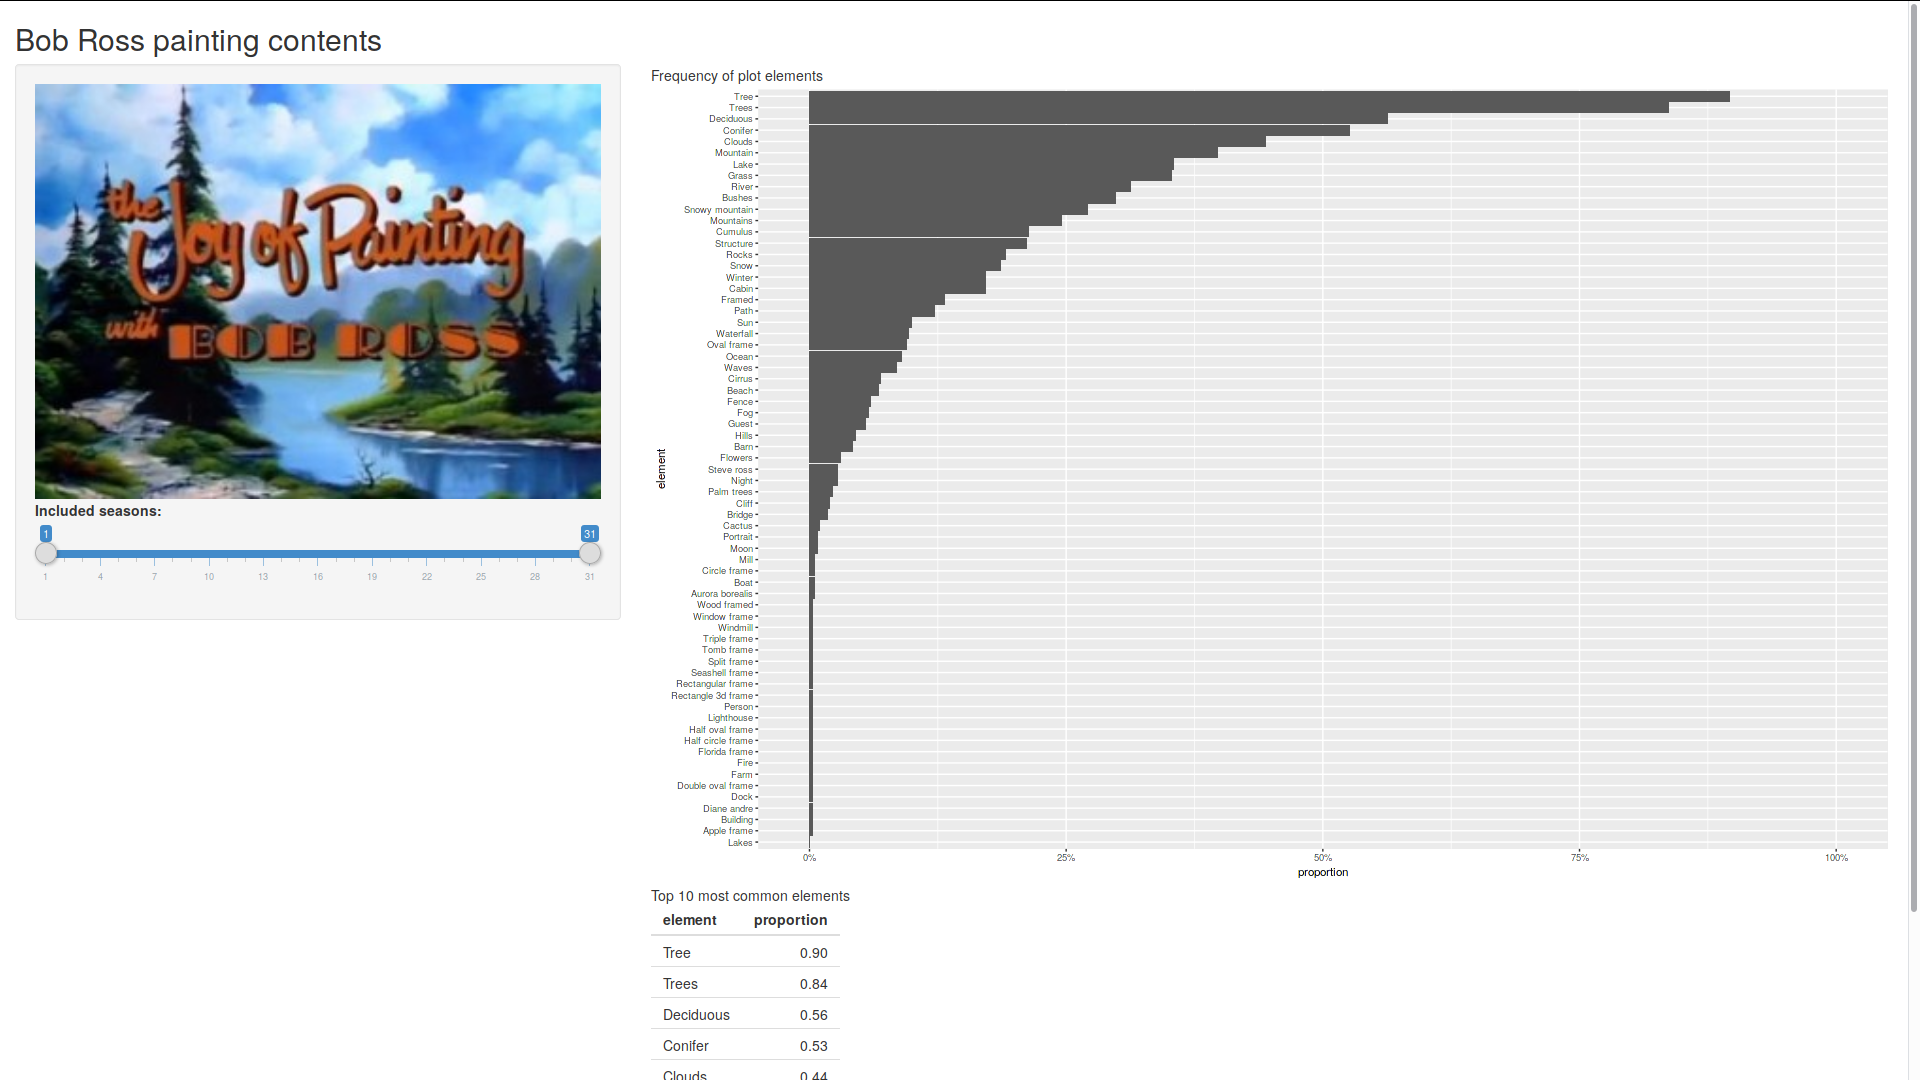 Bob Ross painting contents
the
Joy of Painting
with BOB ROSS
Included seasons:
1 31
1 4 7 10 13 16 19 22 25 28 31
Frequency of plot elements
element
Tree
Trees
Deciduous
Conifer
Clouds
Mountain
Lake
Grass
River
Bushes
Snowy mountain
Mountains
Cumulus
Structure
Rocks
Snow
Winter
Cabin
Framed
Path
Sun
Waterfall
Oval frame
Ocean
Waves
Cirrus
Beach
Fence
Fog
Guest
Hills
Barn
Flowers
Steve ross
Night
Palm trees
Cliff
Bridge
Cactus
Portrait
Moon
Mill
Circle frame
Boat
Aurora borealis
Wood framed
Window frame
Windmill
Triple frame
Tomb frame
Split frame
Seashell frame
Rectangular frame
Rectangle 3d frame
Person
Lighthouse
Half oval frame
Half circle frame
Florida frame
Fire
Farm
Double oval frame
Dock
Diane andre
Building
Apple frame
Lakes
0% 25% 50% 75% 100%
proportion
Top 10 most common elements
element proportion
Tree 0.90
Trees 0.84
Deciduous 0.56
Conifer 0.53
Clouds 0.44